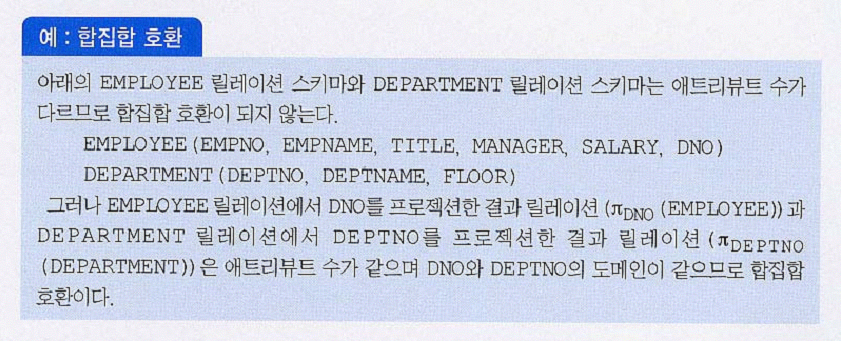 예 : 합집합 호환
아래의 EMPLOYEE 릴레이션 스키마와 DEPARTMENT 릴레이션 스키마는 애트리뷰트 수가
다르므로 합집합 호환이 되지 않는다.
EMPLOYEE (EMPNO, EMPNAME, TITLE, MANAGER, SALARY, DNO)
DEPARTMENT (DEPTNO, DEPTNAME, FLOOR)
그러나 EMPLOYEE 릴레이션에서 DNO를 프로젝션한 결과 릴레이션 (πDNO (EMPLOYEE))과
DEPARTMENT 릴레이션에서 DEPTNO를 프로젝션한 결과 릴레이션 (πDEPTNO
(DEPARTMENT))은 애트리뷰트 수가 같으며 DNO와 DEPTNO의 도메인이 같으므로 합집합
호환이다.